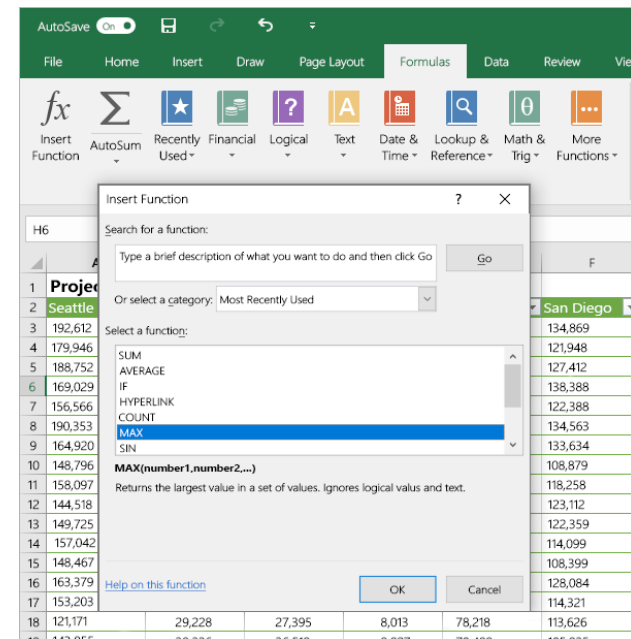 AutoSave On
File Home Insert Draw Page Layout Formulas Data Review Vie
fx
Insert Function AutoSum Recently Used Financial Logical Text Date & Time Lookup & Reference Math & Trig More Functions
? A θ
H6
Insert Function ? X
Search for a function:
Type a brief description of what you want to do and then click Go
Go
Or select a category: Most Recently Used
Select a function:
SUM
AVERAGE
IF
HYPERLINK
COUNT
MAX
SIN
MAX(number1,number2,...)
Returns the largest value in a set of values. Ignores logical valus and text.
Help on this function OK Cancel
A F
1 Projec
2 Seattle San Diego
3 192,612 134,869
4 179,946 121,948
5 188,752 127,412
6 169,029 138,388
7 156,566 122,388
8 190,353 134,563
9 164,920 133,634
10 148,796 108,879
11 158,097 118,258
12 144,518 123,112
13 149,725 122,359
14 157,042 114,099
15 148,467 108,399
16 163,379 128,084
17 153,203 114,321
18 121,171 29,228 27,395 8,013 78,218 113,626